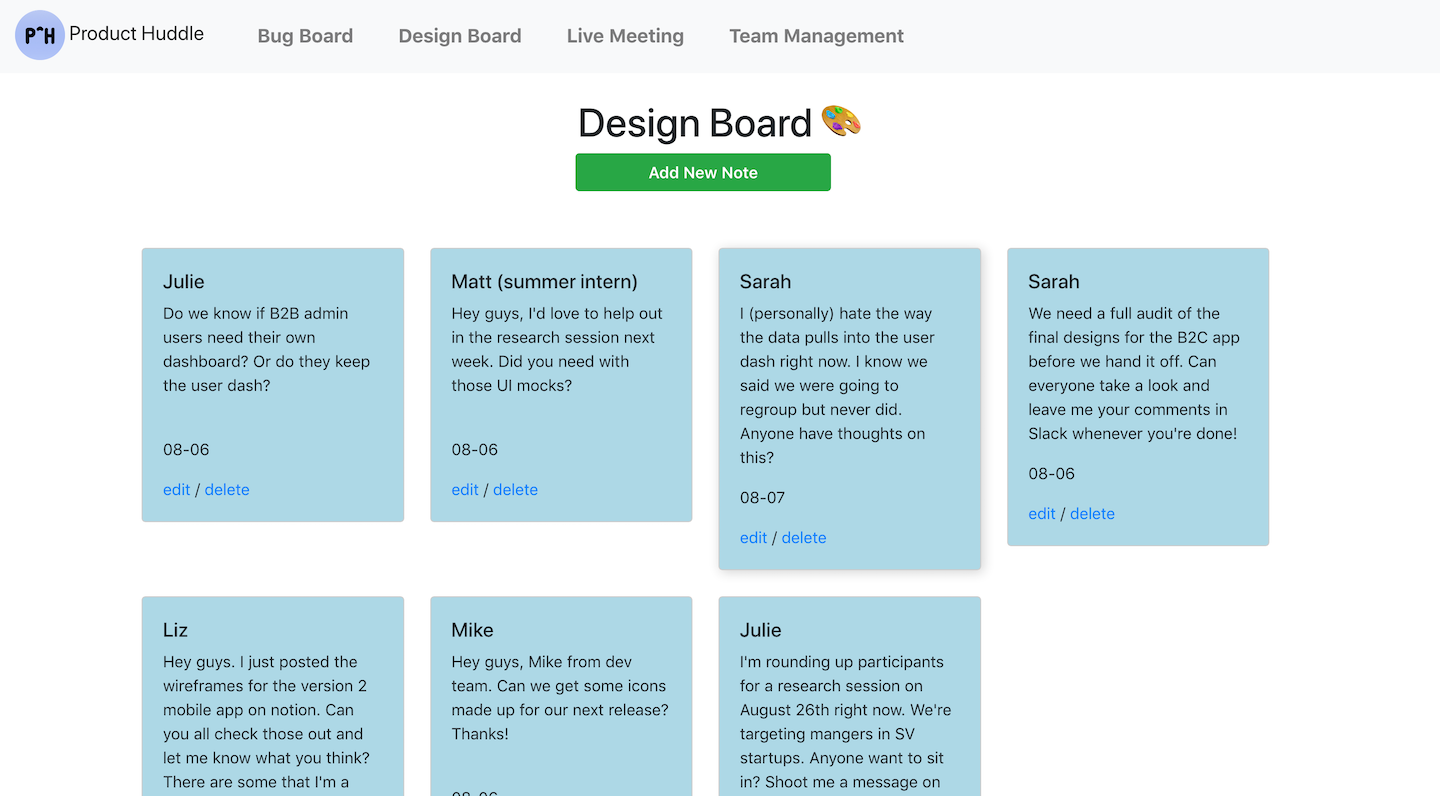 P^H Product Huddle Bug Board Design Board Live Meeting Team Management
Design Board
Add New Note
Julie
Do we know if B2B admin
users need their own
dashboard? Or do they keep
the user dash?
08-06
edit / delete
Matt (summer intern)
Hey guys, I'd love to help out
in the research session next
week. Did you need with
those UI mocks?
08-06
edit / delete
Sarah
I (personally) hate the way
the data pulls into the user
dash right now. I know we
said we were going to
regroup but never did.
Anyone have thoughts on
this?
08-07
edit / delete
Sarah
We need a full audit of the
final designs for the B2C app
before we hand it off. Can
everyone take a look and
leave me your comments in
Slack whenever you're done!
08-06
edit / delete
Liz
Hey guys. I just posted the
wireframes for the version 2
mobile app on notion. Can
you all check those out and
let me know what you think?
There are some that I'm a
Mike
Hey guys, Mike from dev
team. Can we get some icons
made up for our next release?
Thanks!
Julie
I'm rounding up participants
for a research session on
August 26th right now. We're
targeting mangers in SV
startups. Anyone want to sit
in? Shoot me a message on